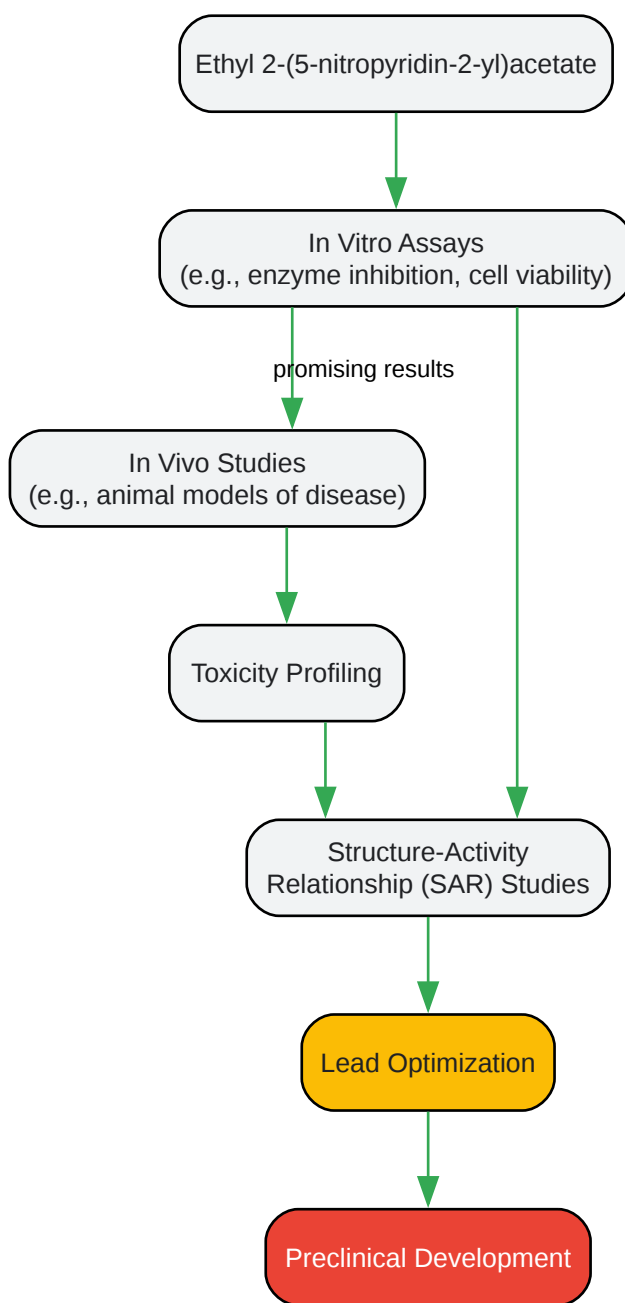 Ethyl 2-(5-nitropyridin-2-yl)acetate
In Vitro Assays
(e.g., enzyme inhibition, cell viability)
promising results
In Vivo Studies
(e.g., animal models of disease)
Toxicity Profiling
Structure-Activity
Relationship (SAR) Studies
Lead Optimization
Preclinical Development